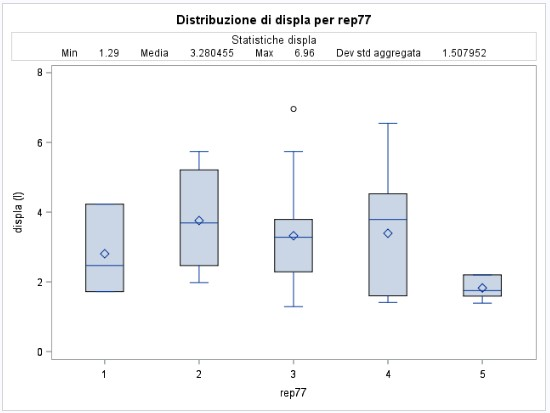 Distribuzione di displa per rep77
Statistiche displa
Min 1.29 Media 3.280455 Max 6.96 Dev std aggregata 1.507952
8
6
4
2
0
displa (l)
1 2 3 4 5
rep77